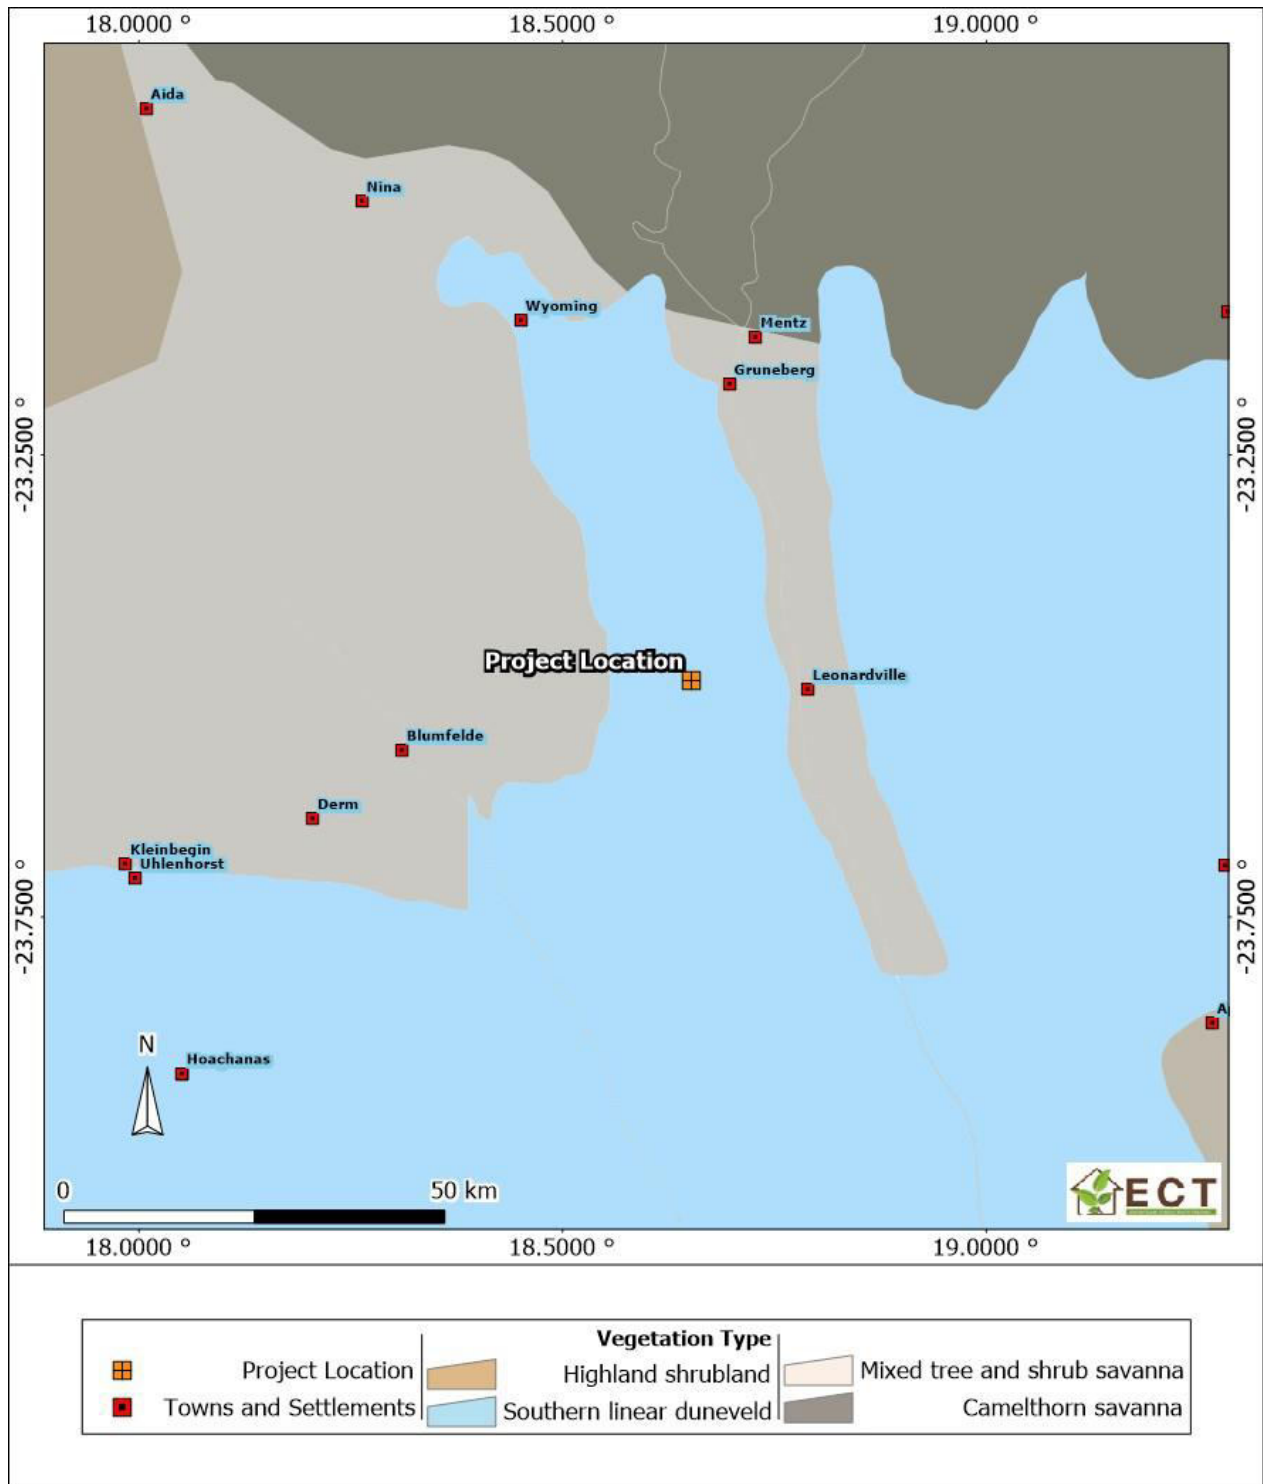 18.0000 °
18.5000 °
19.0000 °
Aida
Nina
Wyoming
Mentz
Gruneberg
-23.2500 °
-23.2500 °
Project Location
Leonardville
Blumfelde
Derm
Kleinbegin
Uhlenhorst
-23.7500 °
-23.7500 °
A
N
Hoachanas
0
50 km
ECT
18.0000 °
18.5000 °
19.0000 °
Vegetation Type
Project Location
Highland shrubland
Mixed tree and shrub savanna
Towns and Settlements
Southern linear duneveld
Camelthorn savanna